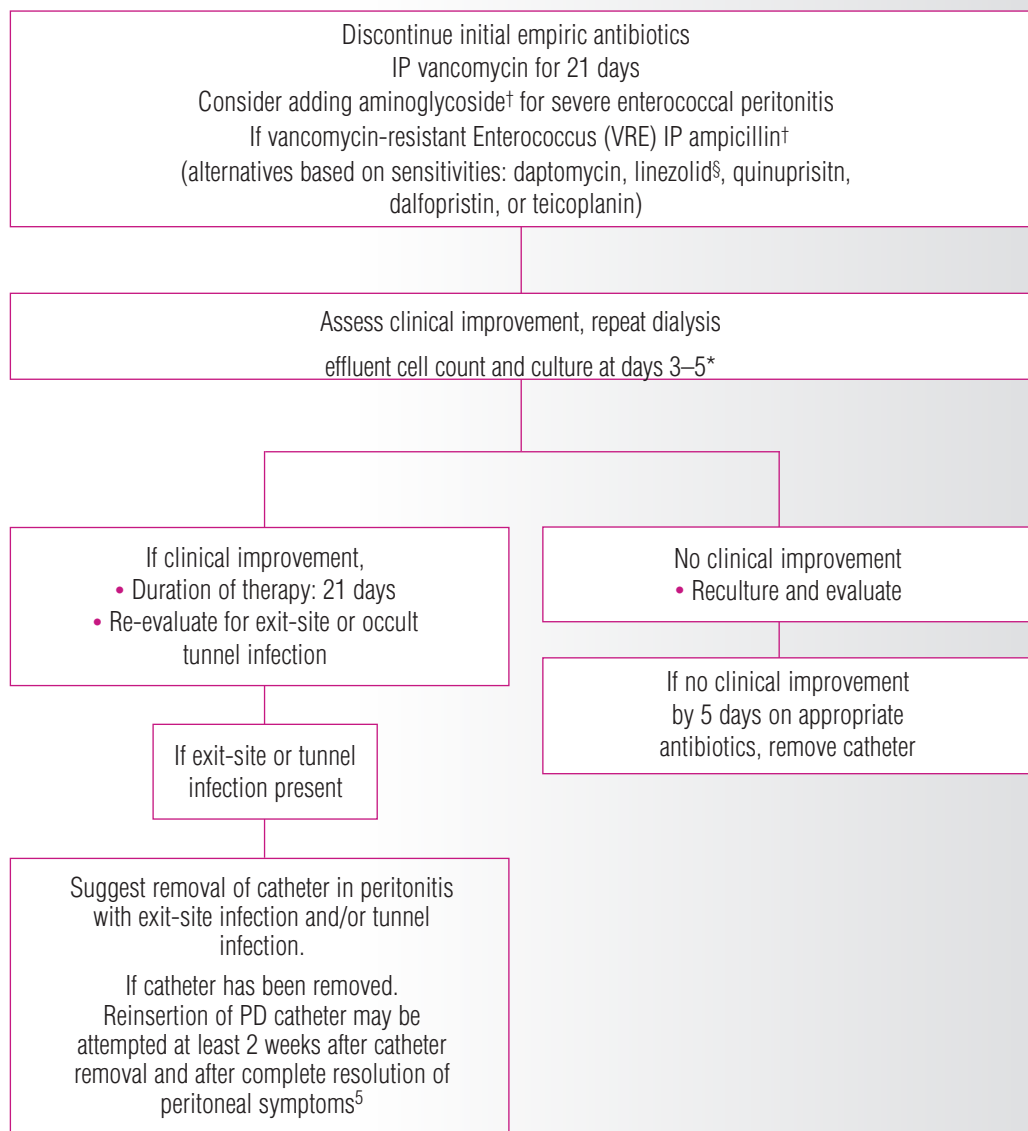 Discontinue initial empiric antibiotics
IP vancomycin for 21 days
Consider adding aminoglycoside† for severe enterococcal peritonitis
If vancomycin-resistant Enterococcus (VRE) IP ampicillin†
(alternatives based on sensitivities: daptomycin, linezolid§, quinuprisitn,
dalfopristin, or teicoplanin)
Assess clinical improvement, repeat dialysis
effluent cell count and culture at days 3–5*
If clinical improvement,
• Duration of therapy: 21 days
• Re-evaluate for exit-site or occult
tunnel infection
If exit-site or tunnel
infection present
Suggest removal of catheter in peritonitis
with exit-site infection and/or tunnel
infection.
If catheter has been removed.
Reinsertion of PD catheter may be
attempted at least 2 weeks after catheter
removal and after complete resolution of
peritoneal symptoms5
No clinical improvement
• Reculture and evaluate
If no clinical improvement
by 5 days on appropriate
antibiotics, remove catheter